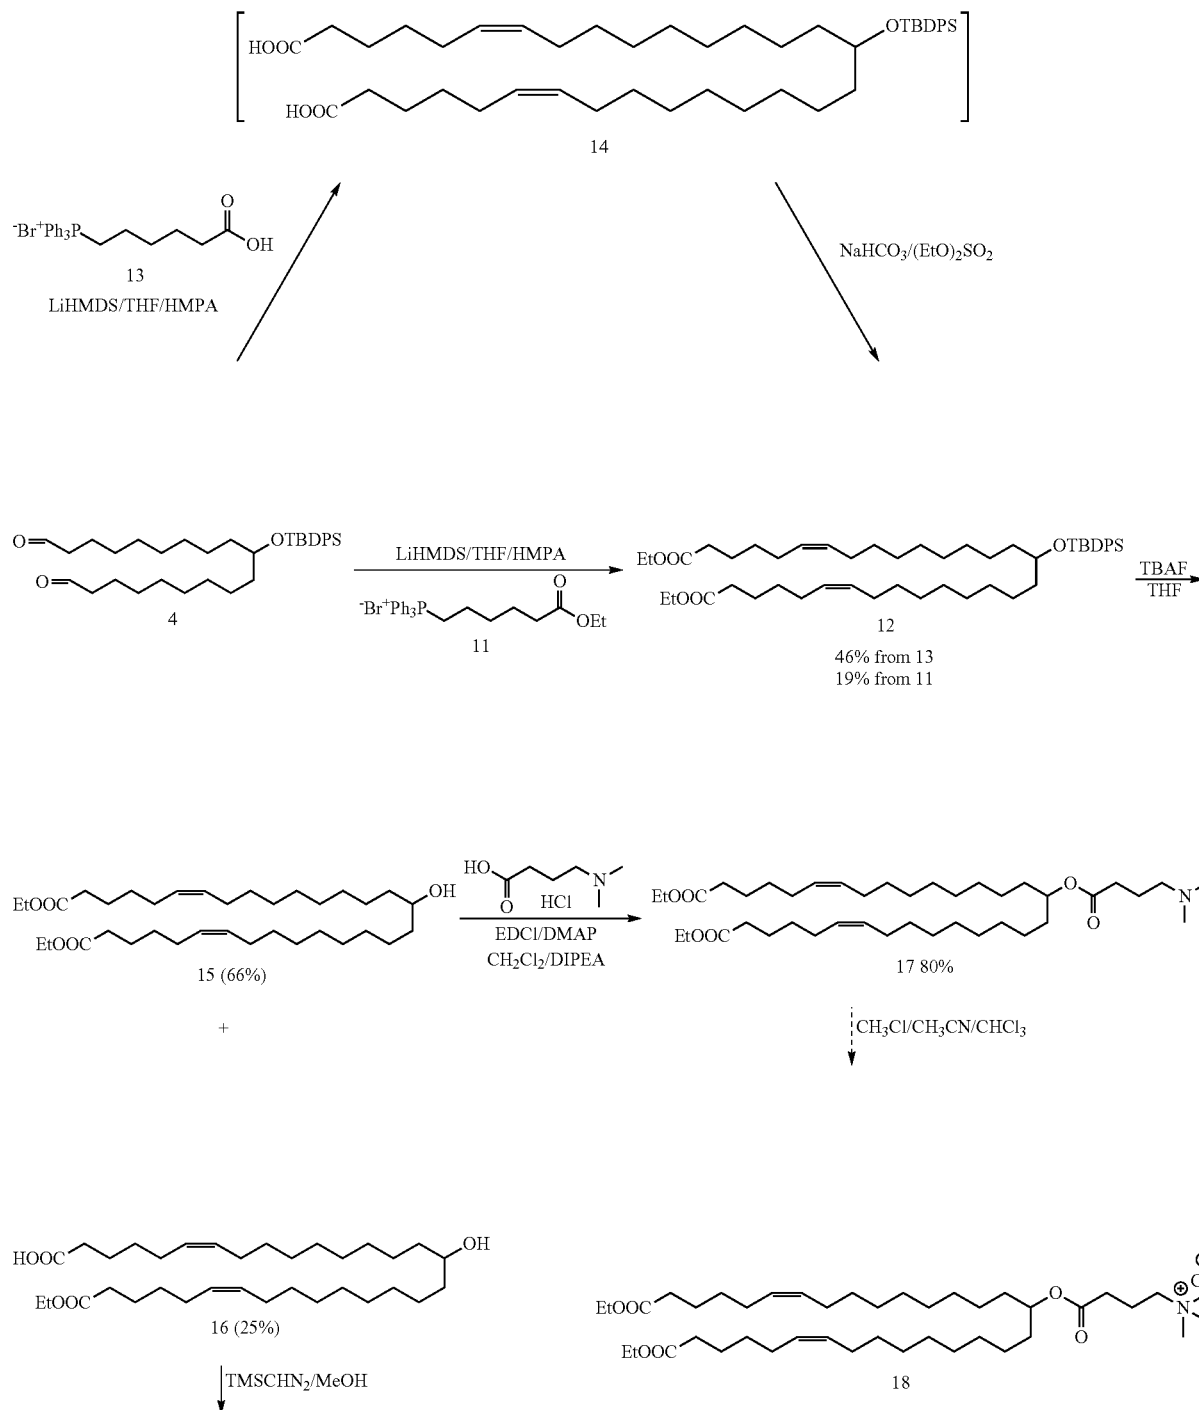 OTBDPS
HOOC
HOOC
14
O
-Br+Ph3P
OH
13
LiHMDS/THF/HMPA
NaHCO3/(EtO)2SO2
O
OTBDPS
O
4
LiHMDS/THF/HMPA
O
-Br+Ph3P
OEt
11
EtOOC
OTBDPS
EtOOC
12
46% from 13
19% from 11
TBAF
THF
EtOOC
OH
EtOOC
15 (66%)
+
HO
O
N
HCl
EDCl/DMAP
CH2Cl2/DIPEA
EtOOC
O
N
EtOOC
O
17 80%
CH3Cl/CH3CN/CHCl3
HOOC
OH
EtOOC
16 (25%)
TMSCHN2/MeOH
EtOOC
O
⊕
N
EtOOC
O
18